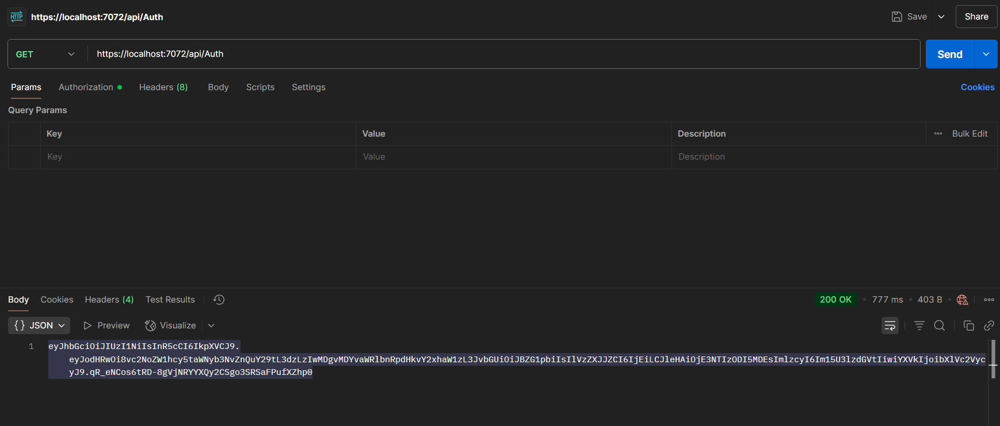 HTTP https://localhost:7072/api/Auth Save Share
GET https://localhost:7072/api/Auth Send
Params Authorization Headers (8) Body Scripts Settings Cookies
Query Params
Key Value Description Bulk Edit
Key Value Description
Body Cookies Headers (4) Test Results 200 OK 777 ms 403 B
{} JSON Preview Visualize
1 eyJhbGciOiJIUzI1NiIsInR5cCI6IkpXVCJ9.
eyJodHRwOi8vc2NoZW1hcy5taWNyb3NvZnQuY29tL3dzLzIwMDgvMDYvaWRlbnRpdHkvY2xhaW1zL3JvbGUiOiJBZG1pbiIsIlVzZXJJZCI6IjEiLCJleHAiOjE3NTIzODI5MDEsImlzcyI6Im15U3lzdGVtIiwiYXVkIjoibXlVc2Vyc
yJ9.qR_eNCos6tRD-8gVjNRYYXQy2CSgo3SRSaFPufXZhp0